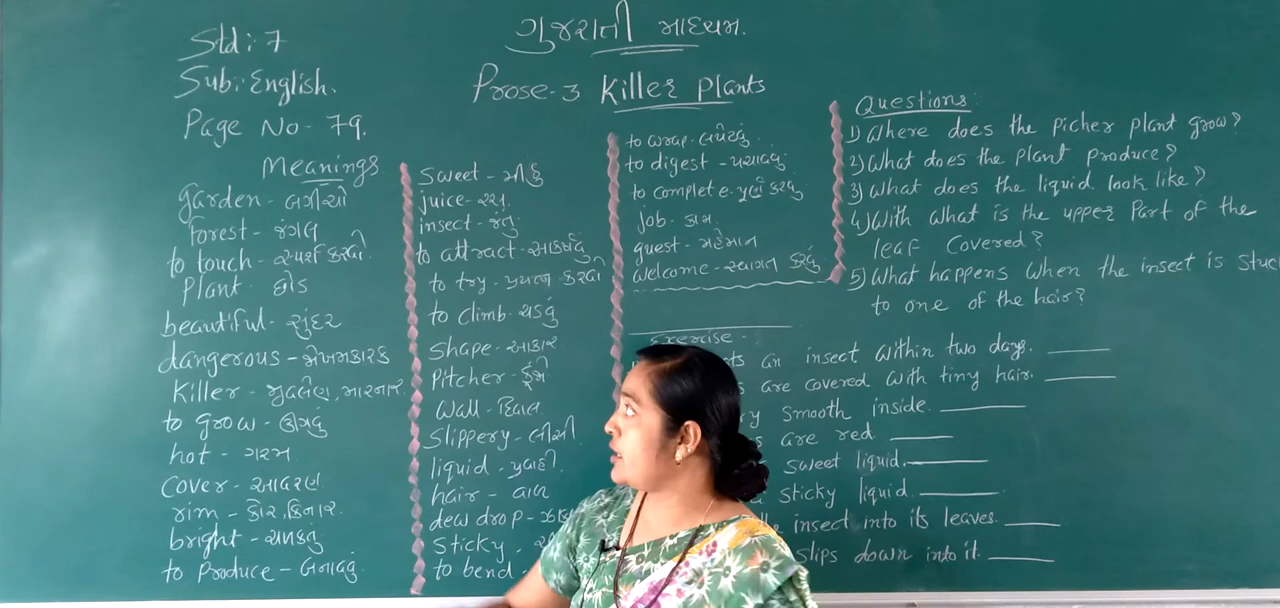 Std: 7
ગુજરાતી માધ્યમ.
Sub:. English.
Prose-3 Killer Plants
Page No- 79.
Meanings
garden - બગીચો
forest - જંગલ
to touch - સ્પર્શ કરવો.
Plant - છોડ
beautiful - સુંદર
dangerous - જોખમકારક
Killer - મારનાર
to grow - ઊગવું
hot - ગરમ
cover - આવરણ
rim - કોર, કિનાર
bright - ચળકતું
to Produce - બનાવવું
Sweet - મીઠું
juice - રસ.
insect - જંતુ
to attract - આકર્ષવું
to try - પ્રયત્ન કરવો
to climb - ચડવું
Shape - આકાર
Pitcher - કુંજો
Wall - દિવાલ
Slippery - લીસી
liquid - પ્રવાહી.
hair - વાળ
dew drop -
Sticky -
to bend -
to wrap - લપેટવું.
to digest - પચાવવું
to complete - પૂર્ણ કરવું
job - કામ
guest - મહેમાન
welcome - સ્વાગત કરવું
Questions:
1) Where does the picher plant grow?
2) What does the plant produce?
3) What does the liquid look like?
4) With what is the upper Part of the
leaf covered?
5) What happens when the insect is stuc
to one of the hair?
Exercise -
an insect within two days. ____
are covered with tiny hair. ____
smooth inside. ____
are red. ____
sweet liquid. ____
sticky liquid. ____
insect into its leaves. ____
Slips down into it. ____